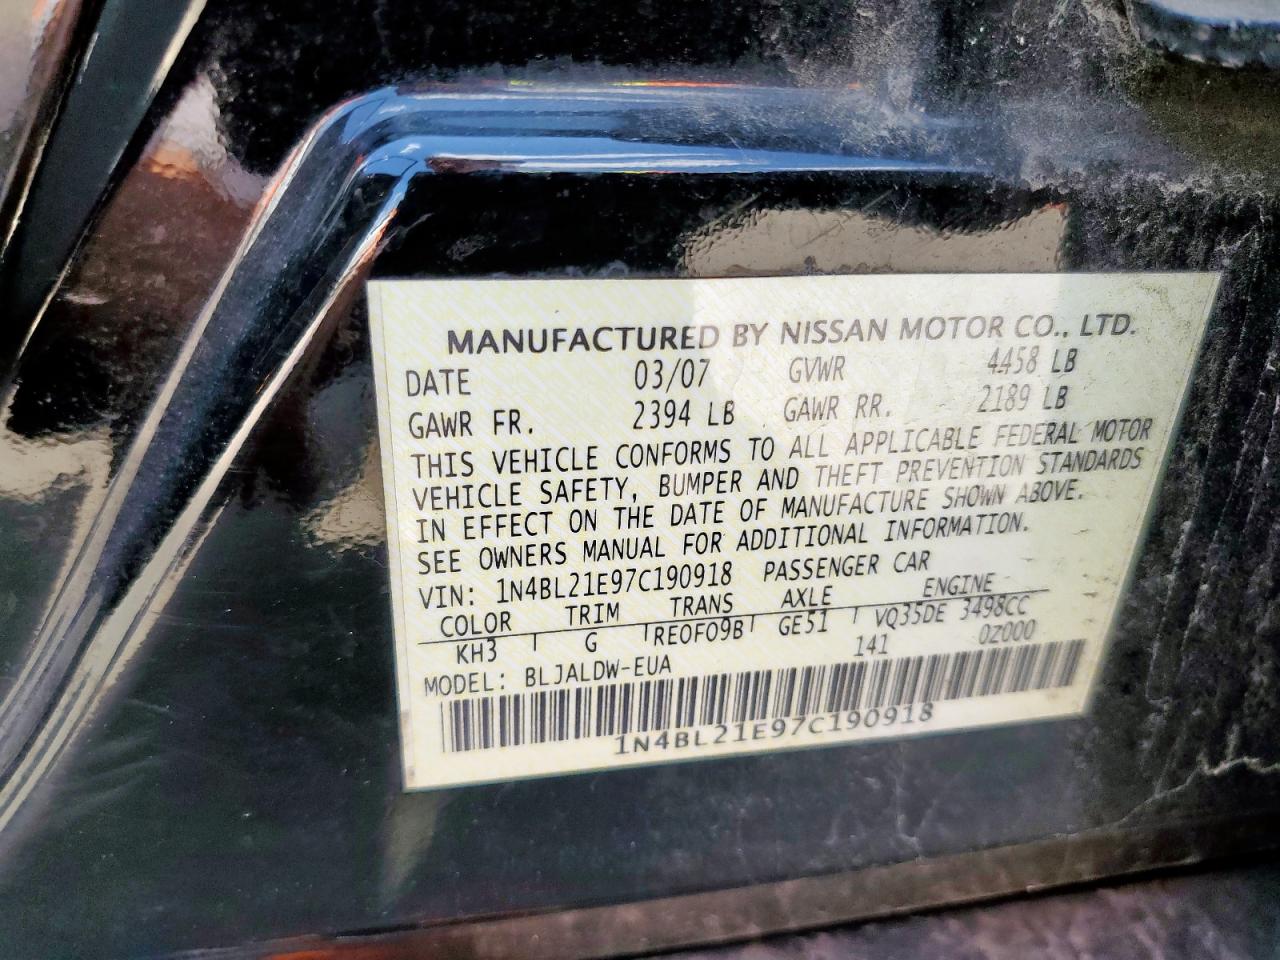 MANUFACTURED BY NISSAN MOTOR CO., LTD.
DATE 03/07 GVWR 4458 LB
GAWR FR. 2394 LB GAWR RR. 2189 LB
THIS VEHICLE CONFORMS TO ALL APPLICABLE FEDERAL MOTOR
VEHICLE SAFETY, BUMPER AND THEFT PREVENTION STANDARDS
IN EFFECT ON THE DATE OF MANUFACTURE SHOWN ABOVE.
SEE OWNERS MANUAL FOR ADDITIONAL INFORMATION.
VIN: 1N4BL21E97C190918 PASSENGER CAR
COLOR TRIM TRANS AXLE ENGINE
KH3 G RE0F09B GE51 VQ35DE 3498CC
MODEL: BLJALDW-EUA 141 0Z000
1N4BL21E97C190918